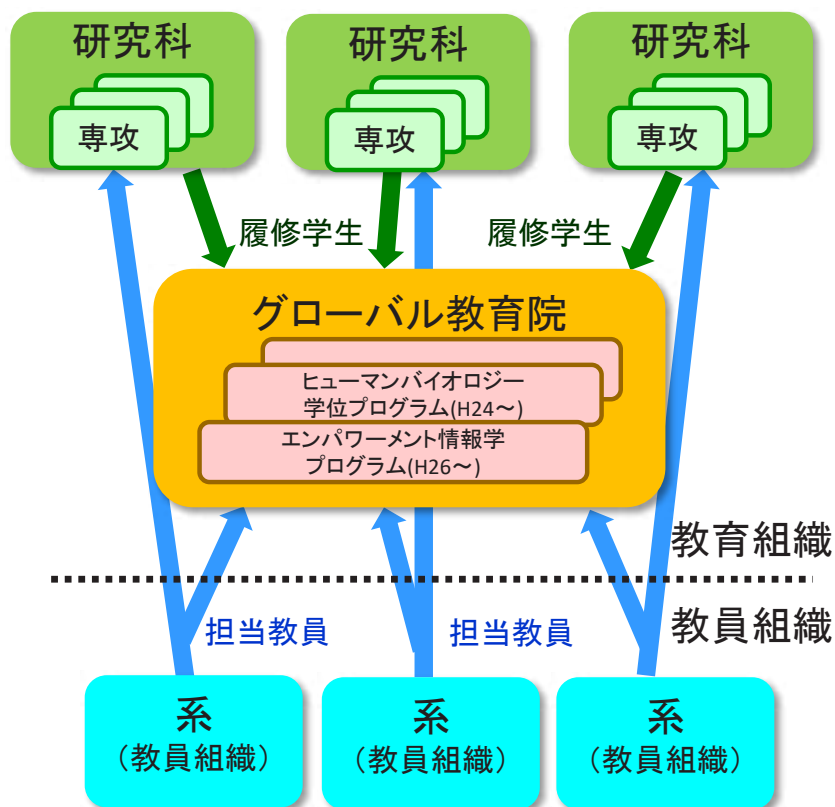 研究科
研究科
研究科
専攻
専攻
専攻
履修学生
履修学生
グローバル教育院
ヒューマンバイオロジー
学位プログラム(H24～)
エンパワーメント情報学
プログラム(H26～)
教育組織
教員組織
担当教員
担当教員
系
（教員組織）
系
（教員組織）
系
（教員組織）